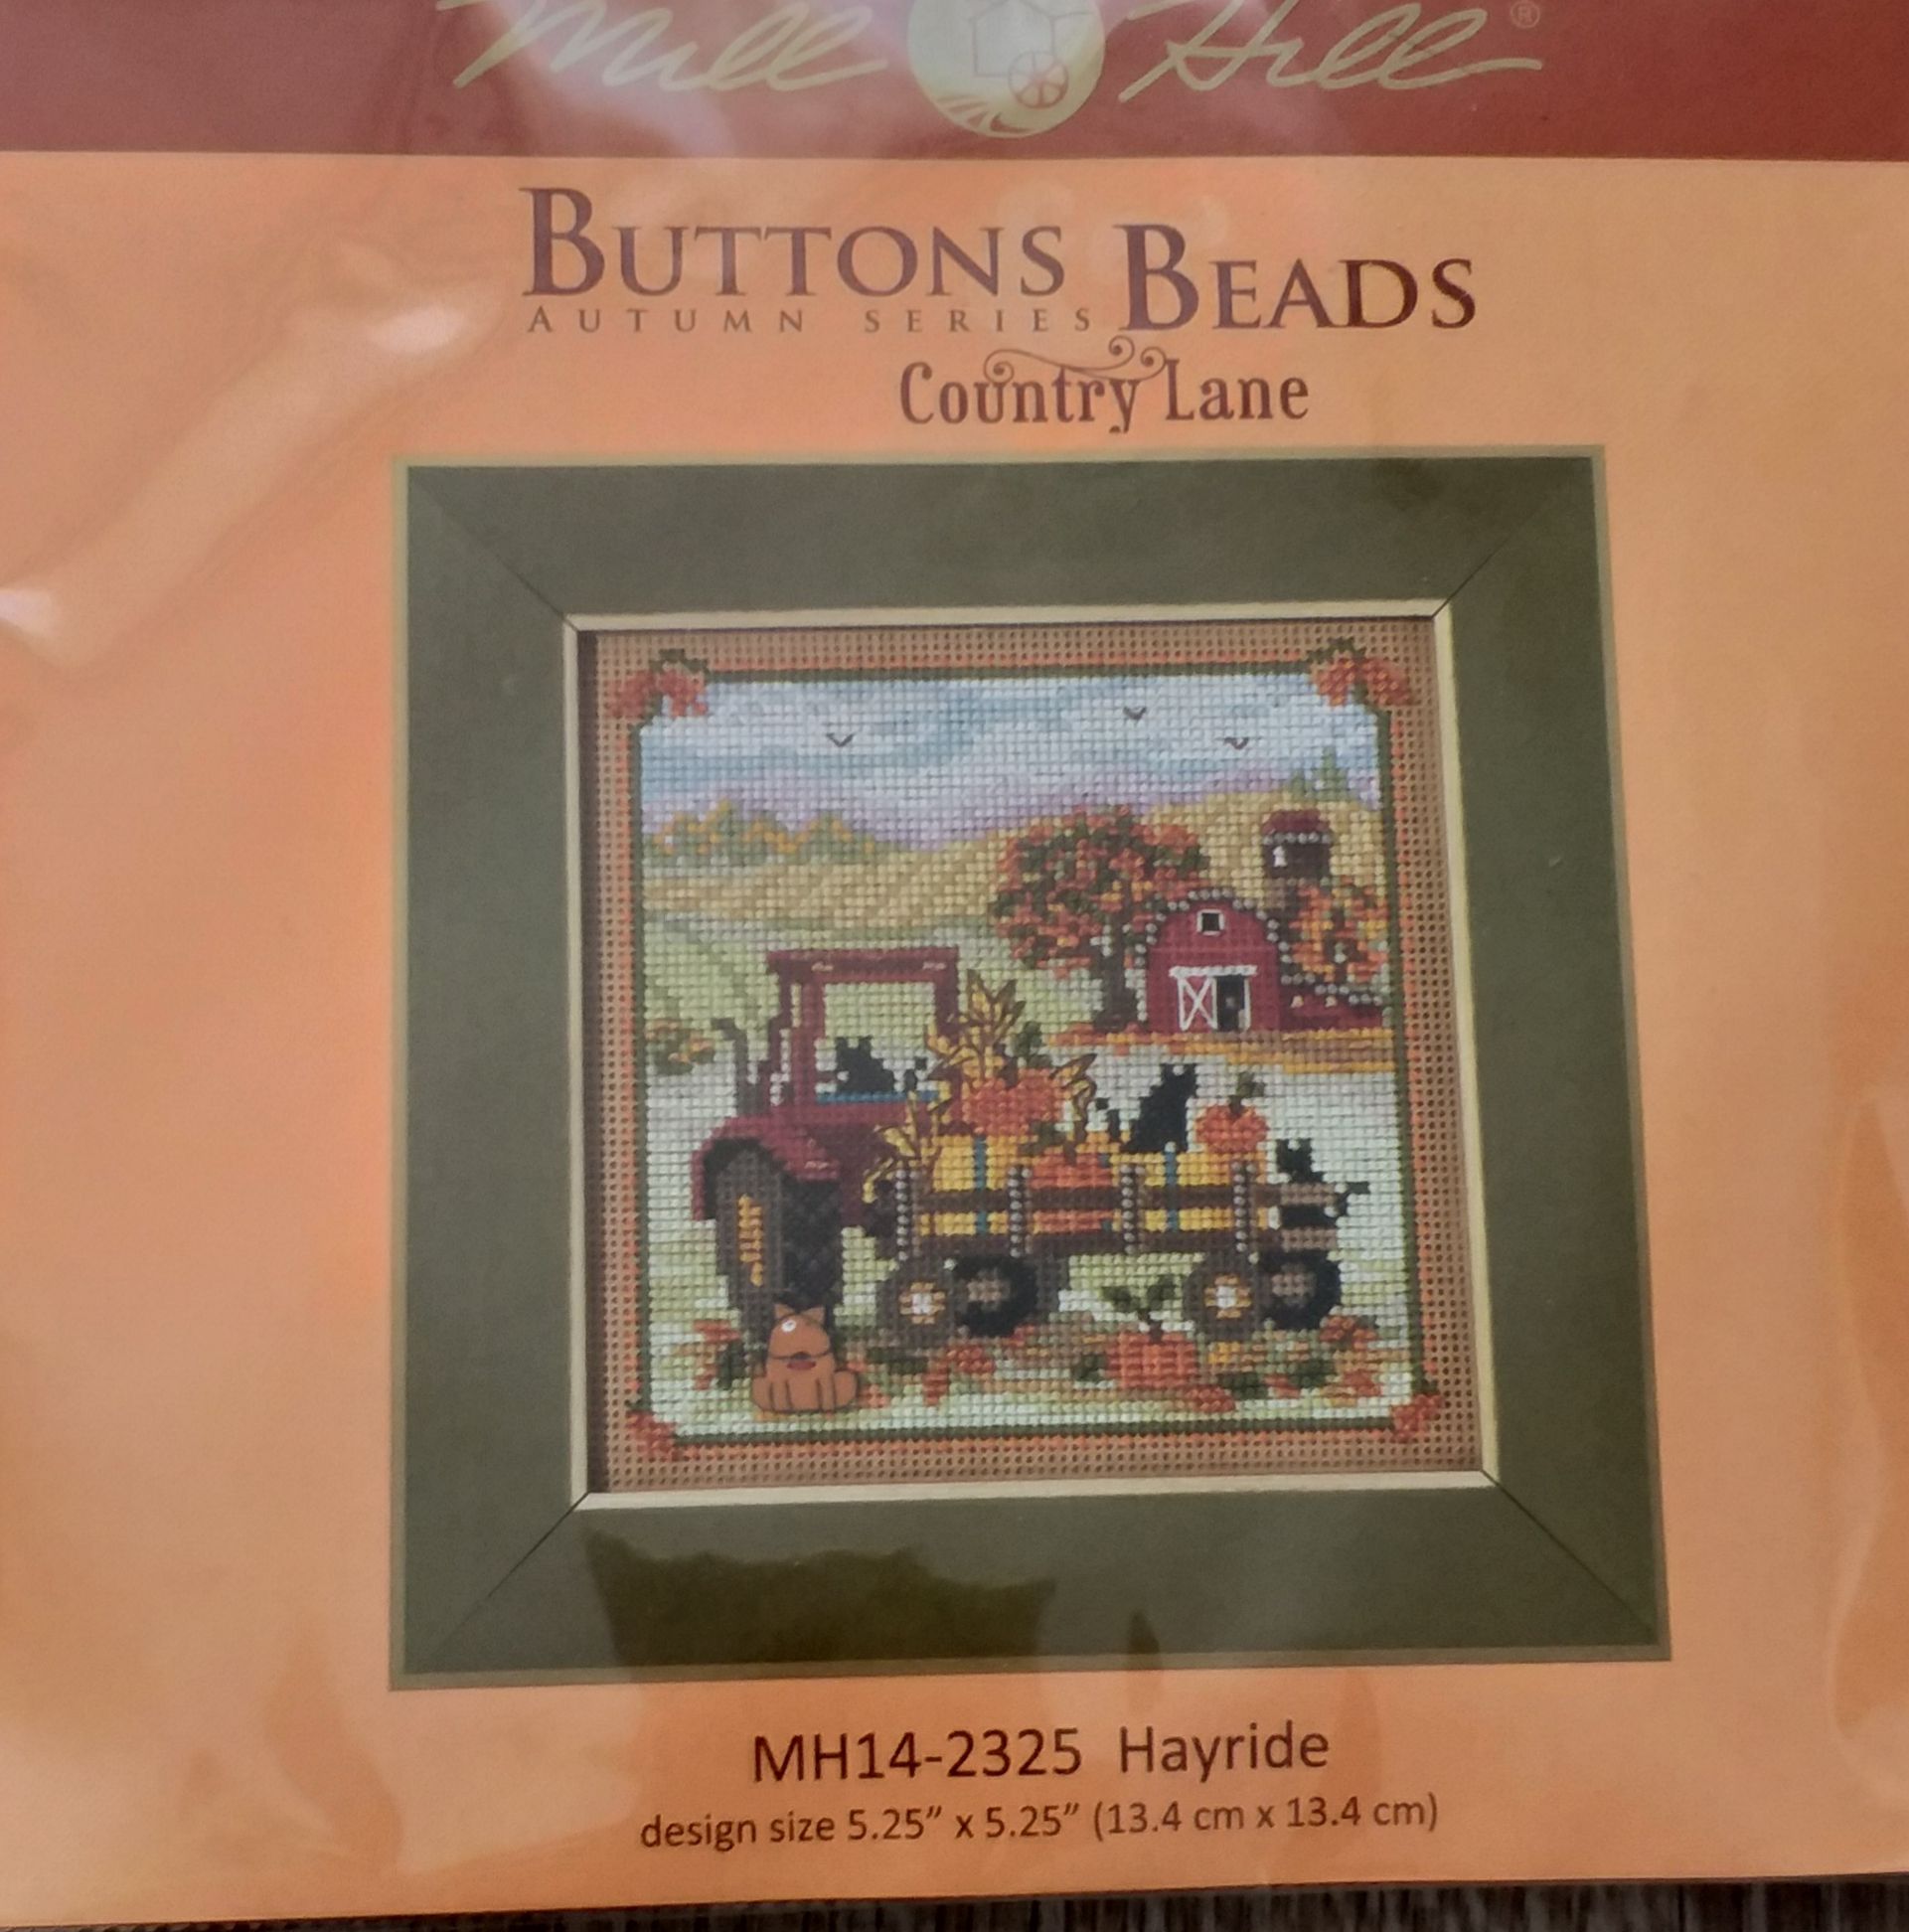 Mill Hill®
BUTTONS BEADS
AUTUMN SERIES
Country Lane
MH14-2325 Hayride
design size 5.25” x 5.25” (13.4 cm x 13.4 cm)